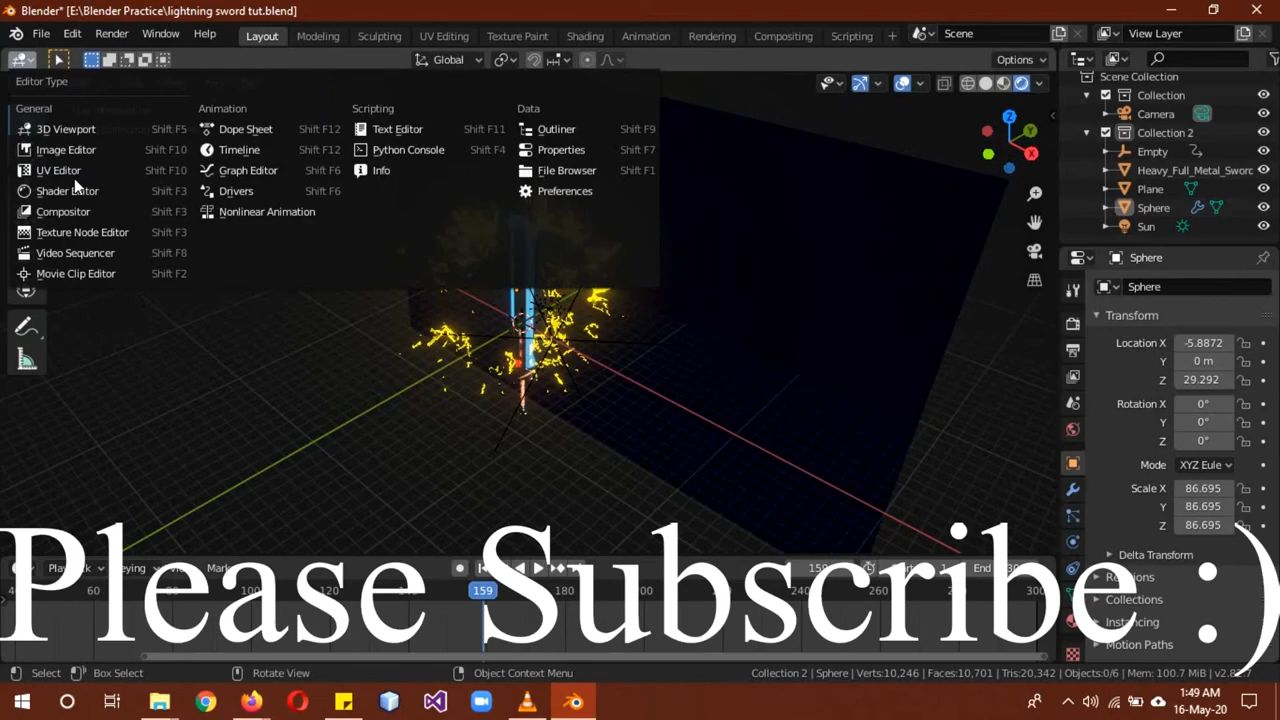 Blender* [E:\Blender Practice\lightning sword tut.blend]
File Edit Render Window Help Layout Modeling Sculpting UV Editing Texture Paint Shading Animation Rendering Compositing Scripting Scene View Layer
Global Options
Editor Type
General Animation Scripting Data
3D Viewport Shift F5 Dope Sheet Shift F12 Text Editor Shift F11 Outliner Shift F9
Image Editor Shift F10 Timeline Shift F12 Python Console Shift F4 Properties Shift F7
UV Editor Shift F10 Graph Editor Shift F6 Info File Browser Shift F1
Shader Editor Shift F3 Drivers Shift F6 Preferences
Compositor Shift F3 Nonlinear Animation
Texture Node Editor Shift F3
Video Sequencer Shift F8
Movie Clip Editor Shift F2
Z
Y
X
Scene Collection
Collection
Camera
Collection 2
Empty
Heavy_Full_Metal_Sword
Plane
Sphere
Sun
Sphere
Sphere
Transform
Location X -5.8872
Y 0 m
Z 29.292
Rotation X 0°
Y 0°
Z 0°
Mode XYZ Eule
Scale X 86.695
Y 86.695
Z 86.695
Delta Transform
Relations
Collections
Instancing
Motion Paths
Please Subscribe :)
View 159 1 End
60 159 180 300
Select Box Select Rotate View Object Context Menu Collection 2 | Sphere | Verts:10,246 | Faces:10,701 | Tris:20,342 | Objects:0/6 | Mem: 100.7 MiB
1:49 AM
16-May-20